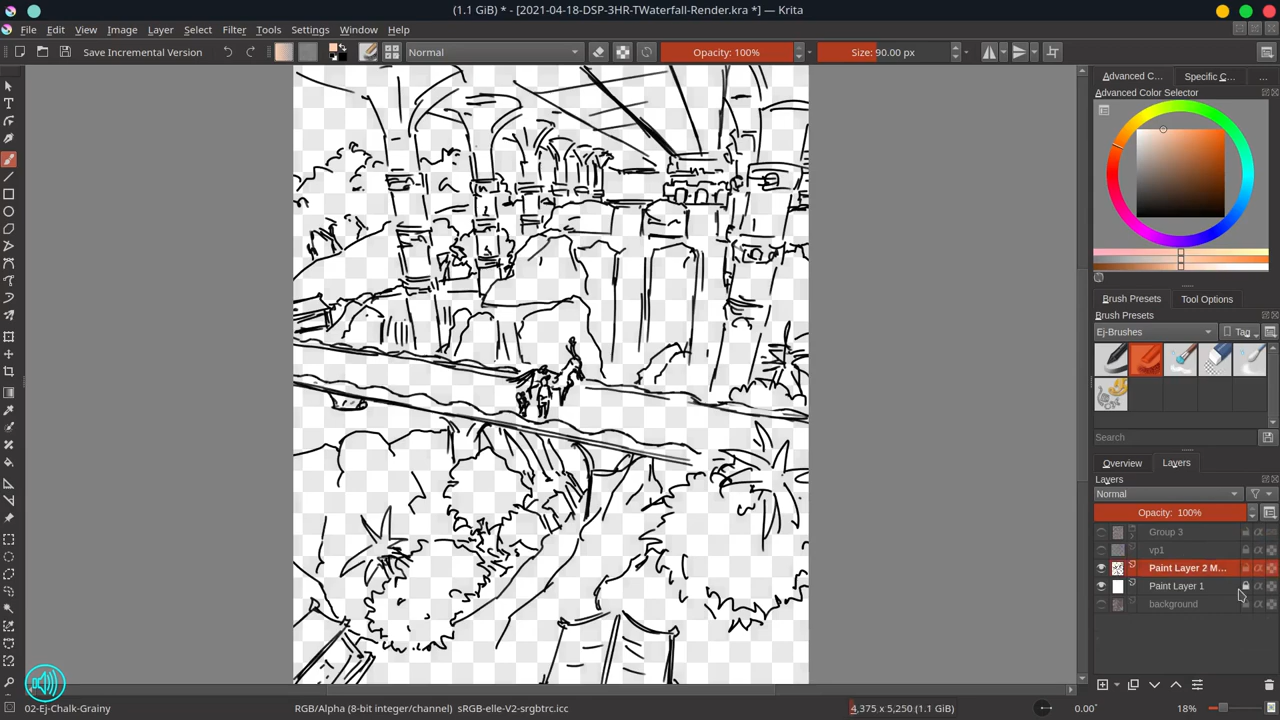 (1.1 GiB) * - [2021-04-18-DSP-3HR-TWaterfall-Render.kra *] — Krita
File Edit View Image Layer Select Filter Tools Settings Window Help
Save Incremental Version Normal Opacity: 100% Size: 90.00 px
Advanced C... Specific C... ...
Advanced Color Selector
Brush Presets Tool Options
Brush Presets
Ej-Brushes Tag
Search
Overview Layers
Layers
Normal
Opacity: 100%
Group 3
vp1
Paint Layer 2 M...
Paint Layer 1
background
02-Ej-Chalk-Grainy RGB/Alpha (8-bit integer/channel) sRGB-elle-V2-srgbtrc.icc 4,375 x 5,250 (1.1 GiB) 0.00° 18%